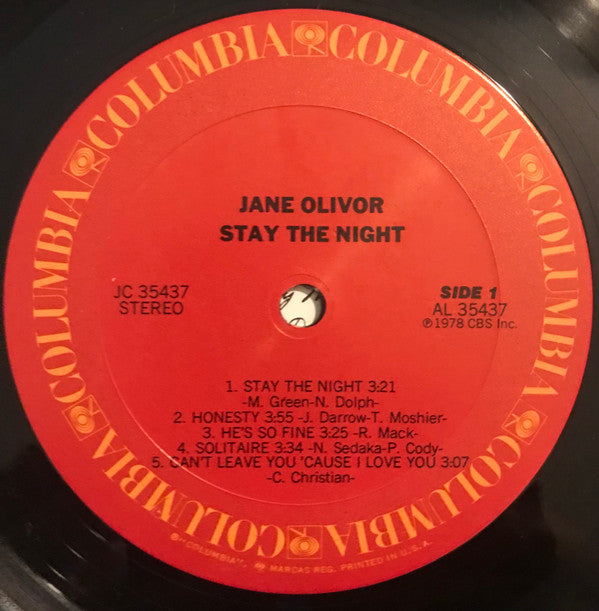 COLUMBIA COLUMBIA COLUMBIA COLUMBIA COLUMBIA COLUMBIA
JANE OLIVOR
STAY THE NIGHT
JC 35437
STEREO
SIDE 1
AL 35437
℗ 1978 CBS Inc.
1. STAY THE NIGHT 3:21
-M. Green-N. Dolph-
2. HONESTY 3:55 -J. Darrow-T. Moshier-
3. HE'S SO FINE 3:25 -R. Mack-
4. SOLITAIRE 3:34 -N. Sedaka-P. Cody-
5. CAN'T LEAVE YOU 'CAUSE I LOVE YOU 3:07
-C. Christian-
®"COLUMBIA", MARCAS REG. PRINTED IN U.S.A.